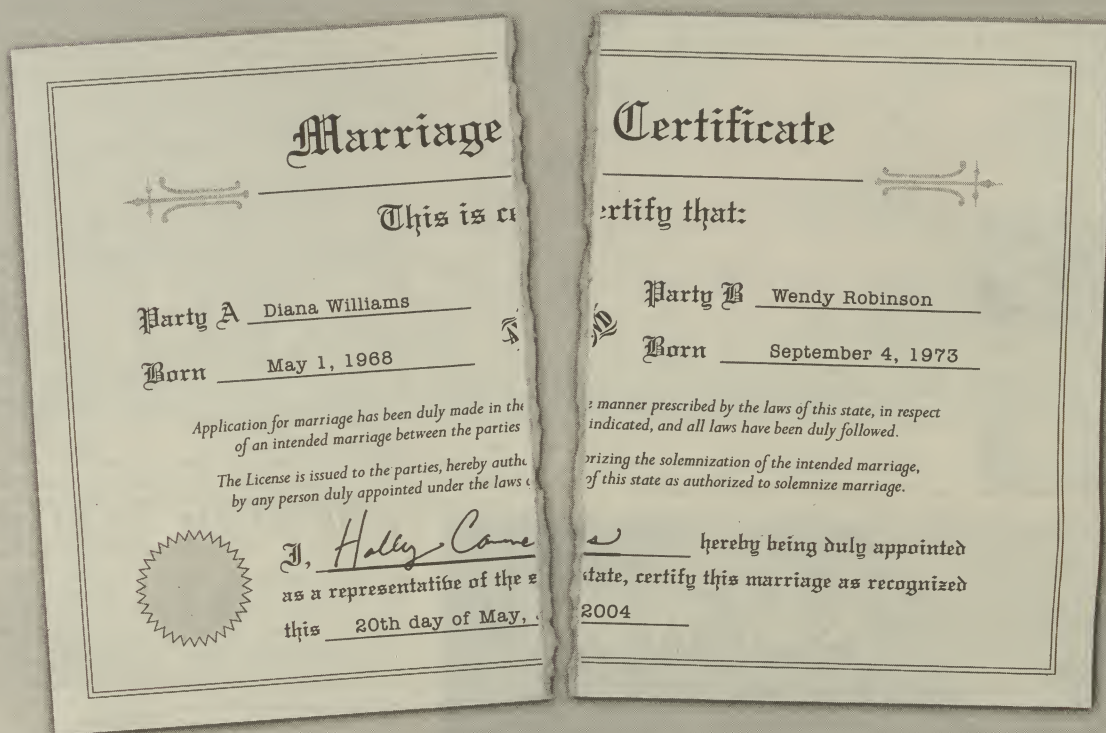 Marriage Certificate
This is ce ertify that:
Party A Diana Williams
Born May 1, 1968
Party B Wendy Robinson
Born September 4, 1973
Application for marriage has been duly made in the manner prescribed by the laws of this state, in respect
of an intended marriage between the parties indicated, and all laws have been duly followed.
The License is issued to the parties, hereby authorizing the solemnization of the intended marriage,
by any person duly appointed under the laws of this state as authorized to solemnize marriage.
I, Holly hereby being duly appointed
as a representative of the state, certify this marriage as recognized
this 20th day of May, 2004